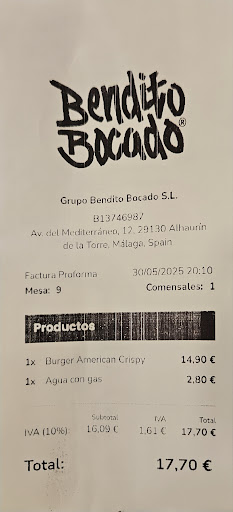 Bendito
Bocado®
Grupo Bendito Bocado S.L.
B13746987
Av. del Mediterráneo, 12, 29130 Alhaurín
de la Torre, Málaga, Spain
Factura Proforma 30/05/2025 20:10
Mesa: 9 Comensales: 1
Productos
1x Burger American Crispy 14,90 €
1x Agua con gas 2,80 €
Subtotal IVA Total
IVA (10%) 16,09 € 1,61 € 17,70 €
Total: 17,70 €